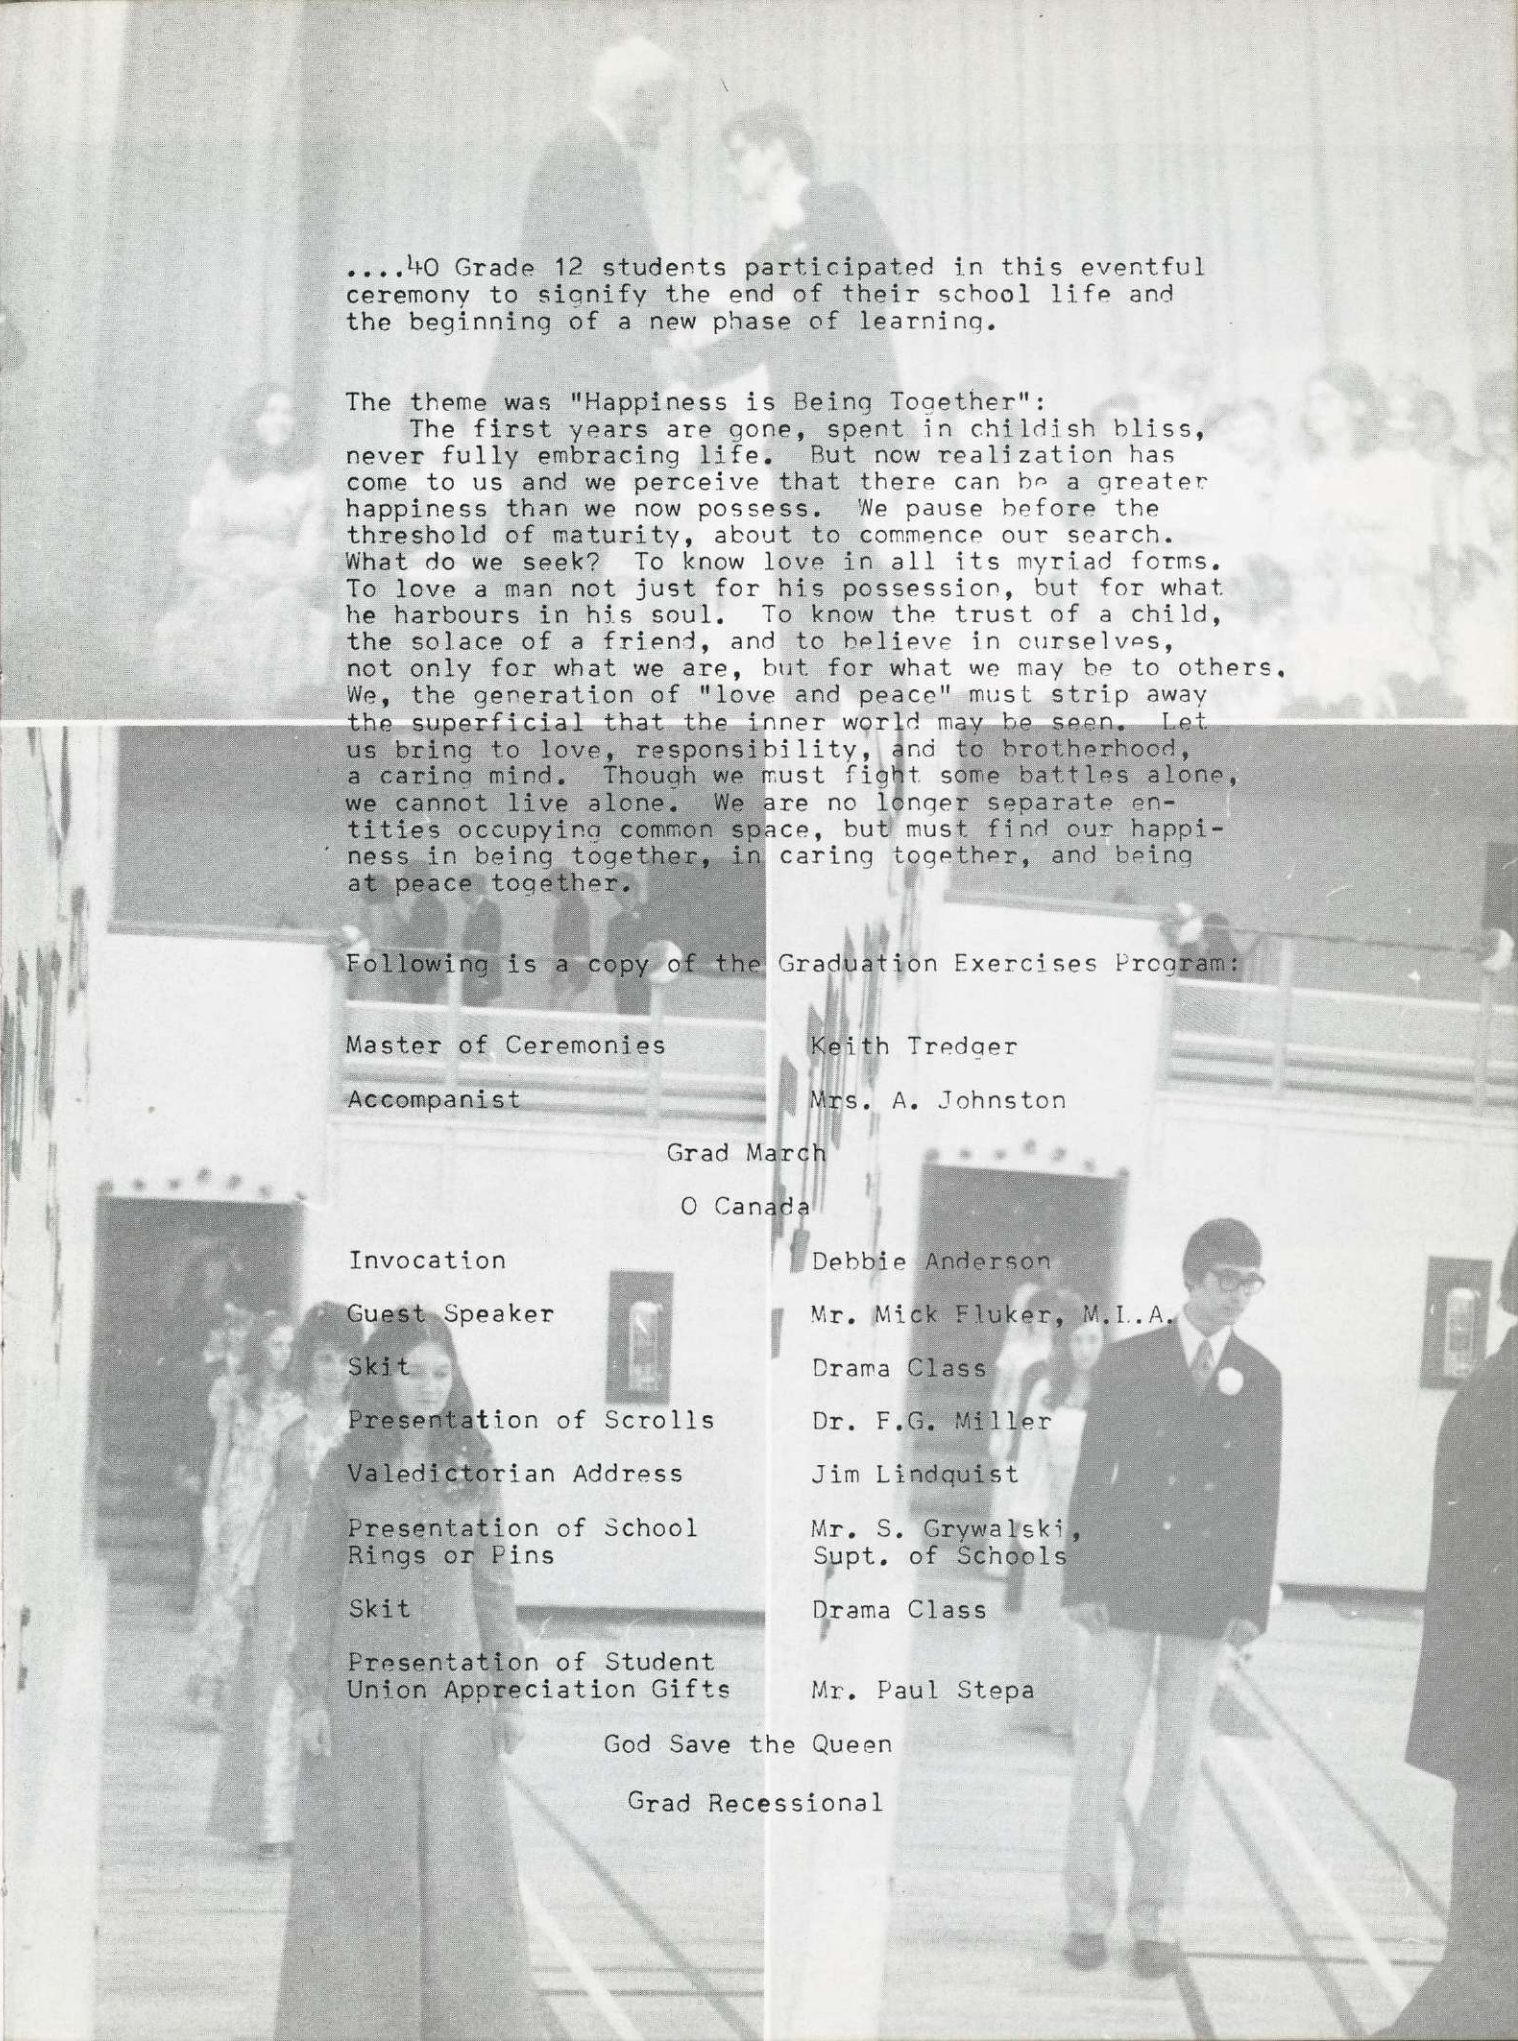 ....40 Grade 12 students participated in this eventful
ceremony to signify the end of their school life and
the beginning of a new phase of learning.
The theme was "Happiness is Being Together":
The first years are gone, spent in childish bliss,
never fully embracing life. But now realization has
come to us and we perceive that there can be a greater
happiness than we now possess. We pause before the
threshold of maturity, about to commence our search.
What do we seek? To know love in all its myriad forms.
To love a man not just for his possession, but for what
he harbours in his soul. To know the trust of a child,
the solace of a friend, and to believe in ourselves,
not only for what we are, but for what we may be to others.
We, the generation of "love and peace" must strip away
the superficial that the inner world may be seen. Let
us bring to love, responsibility, and to brotherhood,
a caring mind. Though we must fight some battles alone,
we cannot live alone. We are no longer separate en-
tities occupying common space, but must find our happi-
ness in being together, in caring together, and being
at peace together.
Following is a copy of the Graduation Exercises Program:
Master of Ceremonies Keith Tredger
Accompanist Mrs. A. Johnston
Grad March
O Canada
Invocation Debbie Anderson
Guest Speaker Mr. Mick Fluker, M.L.A.
Skit Drama Class
Presentation of Scrolls Dr. F.G. Miller
Valedictorian Address Jim Lindquist
Presentation of School Mr. S. Grywalski,
Rings or Pins Supt. of Schools
Skit Drama Class
Presentation of Student
Union Appreciation Gifts Mr. Paul Stepa
God Save the Queen
Grad Recessional